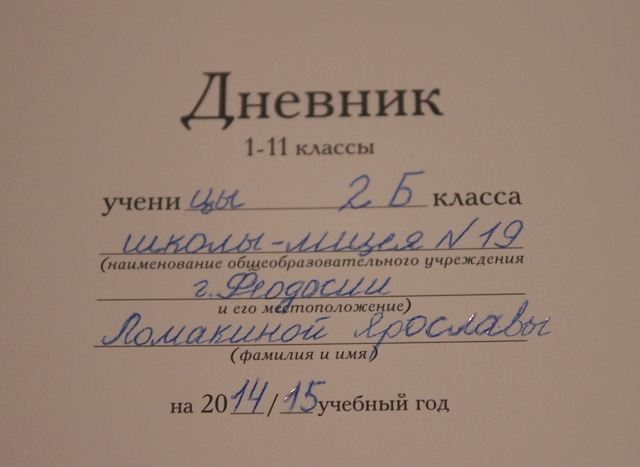 Дневник
1-11 классы
ученицы 2 Б класса
школы-лицея N 19
(наименование общеобразовательного учреждения
г. Феодосии
и его местоположение)
Ломакиной Ярославы
(фамилия и имя)
на 2014/15 учебный год